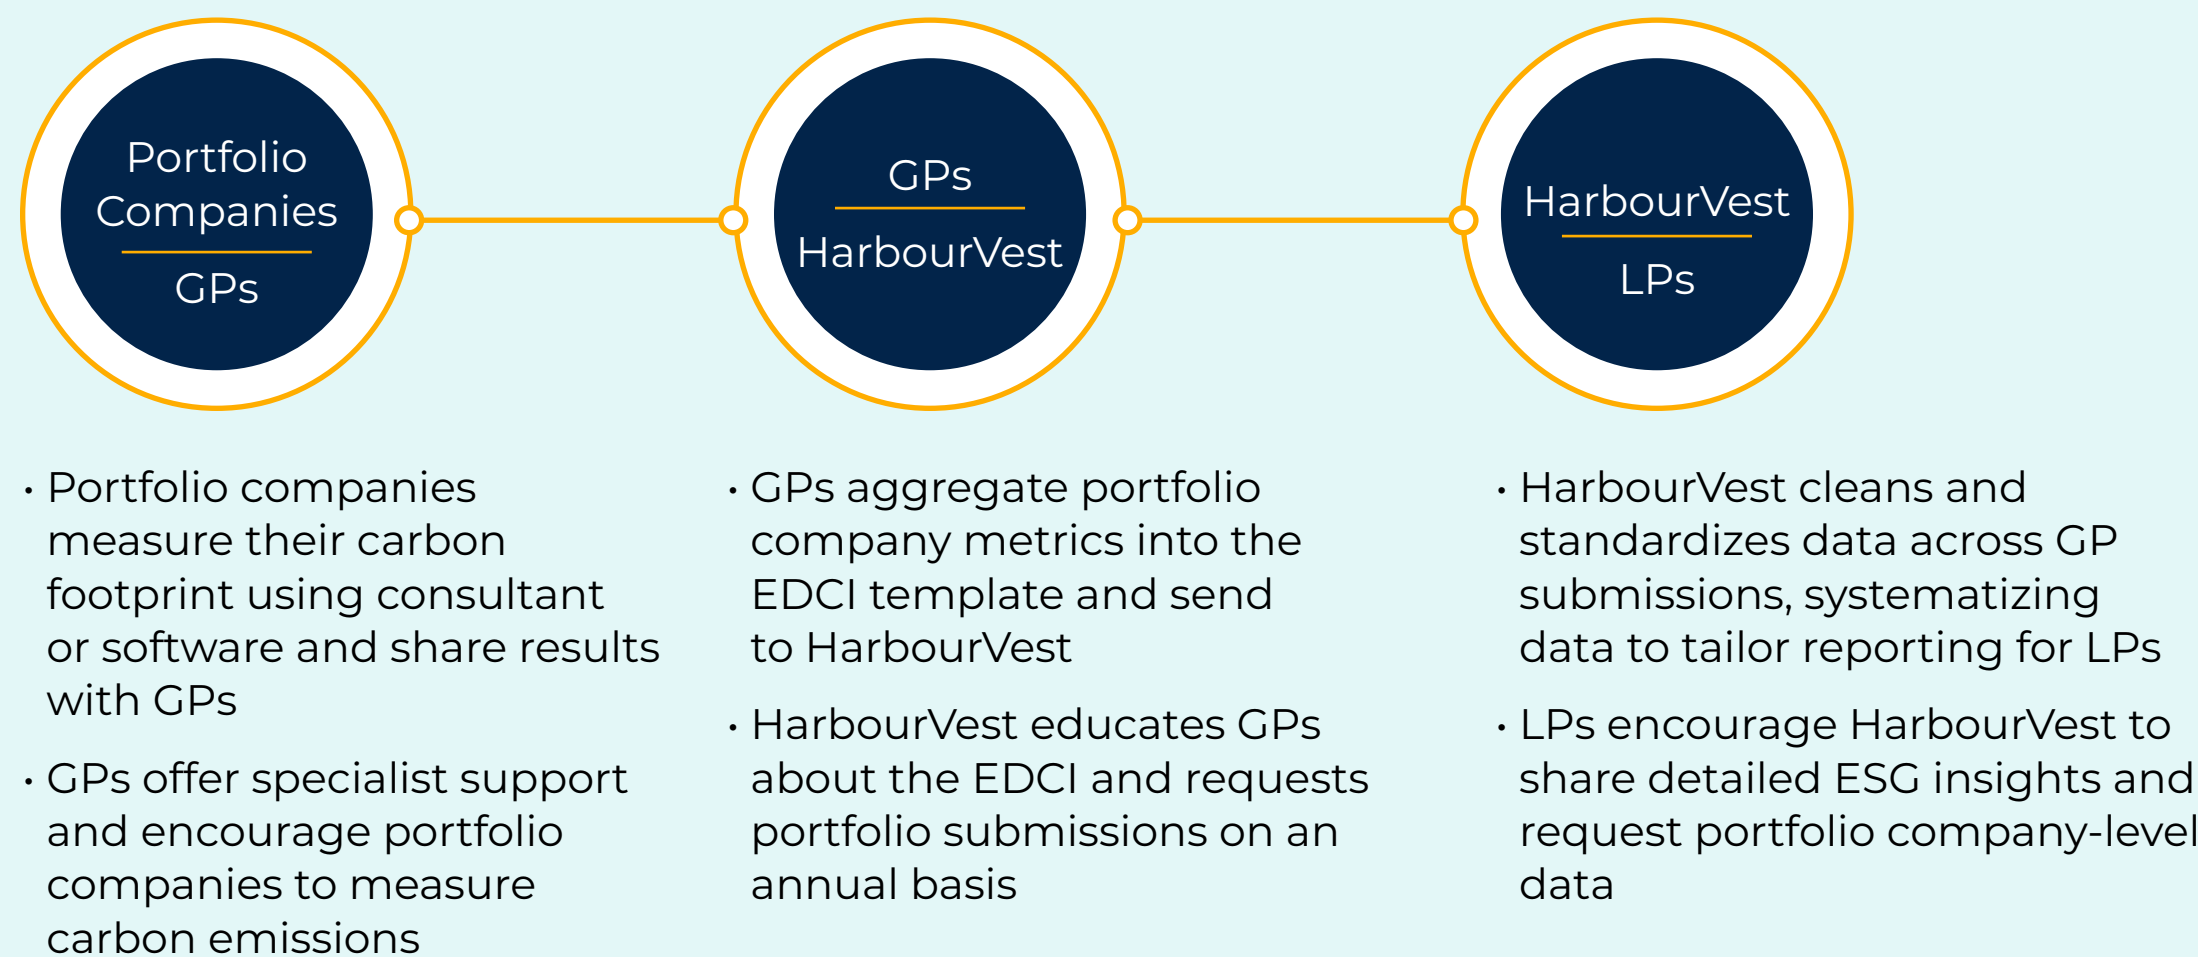 Portfolio
Companies
GPs
GPs
HarbourVest
HarbourVest
LPs
· Portfolio companies
measure their carbon
footprint using consultant
or software and share results
with GPs
· GPs offer specialist support
and encourage portfolio
companies to measure
carbon emissions
· GPs aggregate portfolio
company metrics into the
EDCI template and send
to HarbourVest
· HarbourVest educates GPs
about the EDCI and requests
portfolio submissions on an
annual basis
· HarbourVest cleans and
standardizes data across GP
submissions, systematizing
data to tailor reporting for LPs
· LPs encourage HarbourVest to
share detailed ESG insights and
request portfolio company-level
data